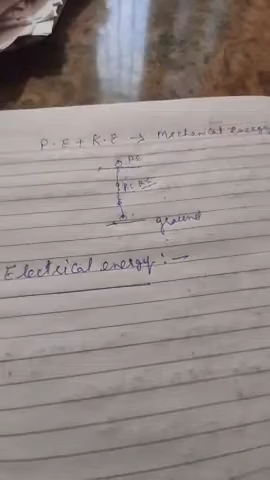 P.E + K.E → Mechanical energy
P.E
P.E K.E
ground
Electrical energy :-